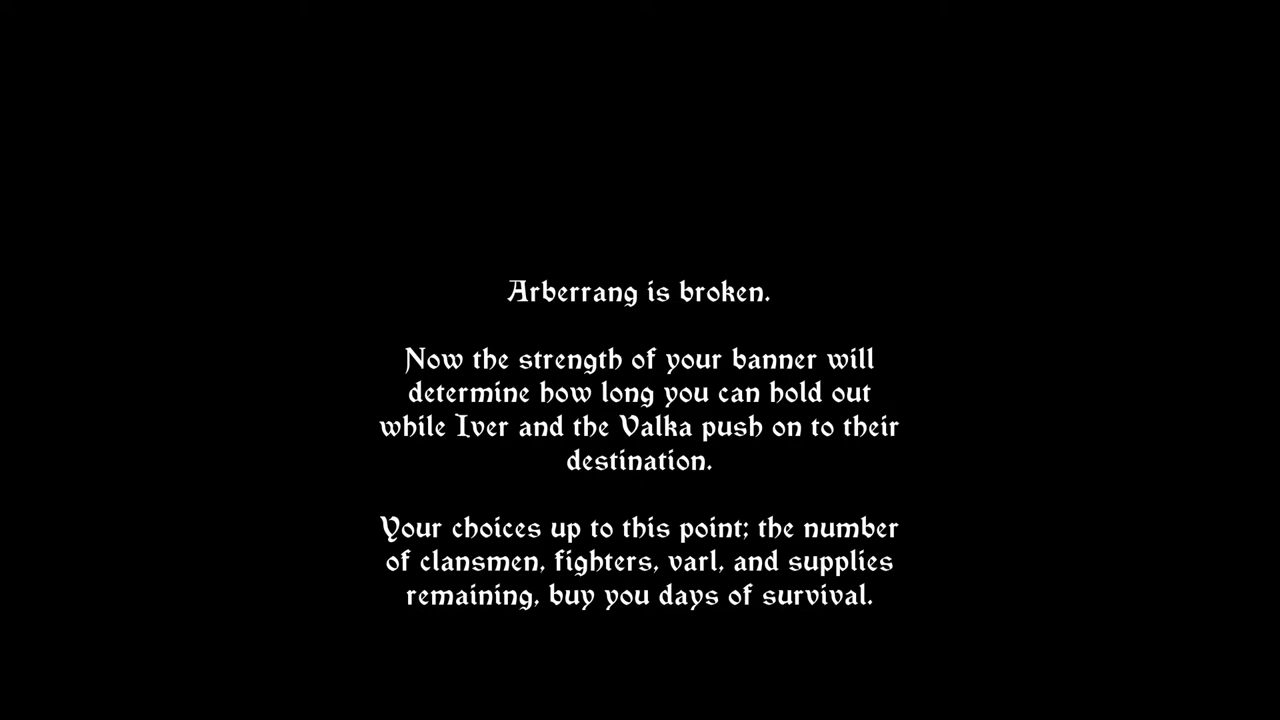 Arberrang is broken.
Now the strength of your banner will
determine how long you can hold out
while Iver and the Valka push on to their
destination.
Your choices up to this point; the number
of clansmen, fighters, varl, and supplies
remaining, buy you days of survival.